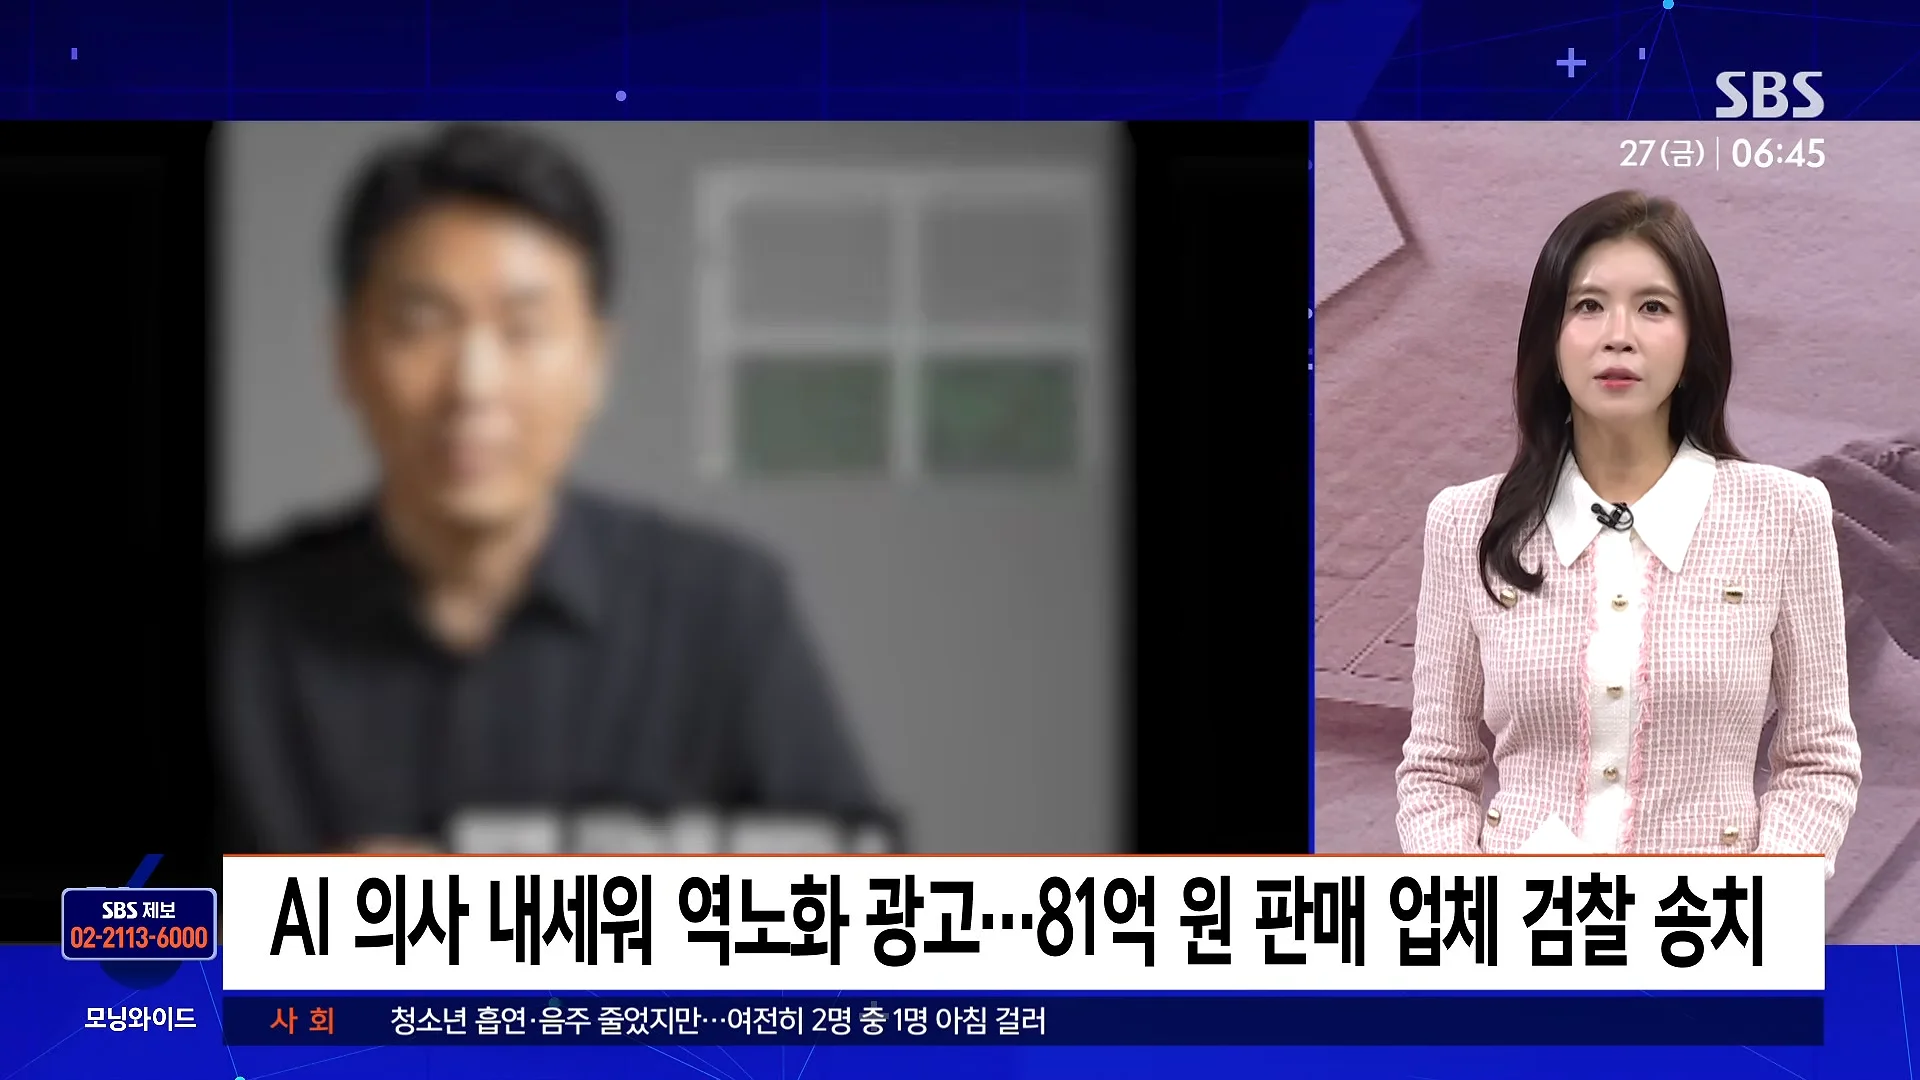 SBS
27(금) | 06:45
AI 의사 내세워 역노화 광고…81억 원 판매 업체 검찰 송치
SBS 제보
02-2113-6000
모닝와이드
사 회 청소년 흡연·음주 줄었지만…여전히 2명 중 1명 아침 걸러